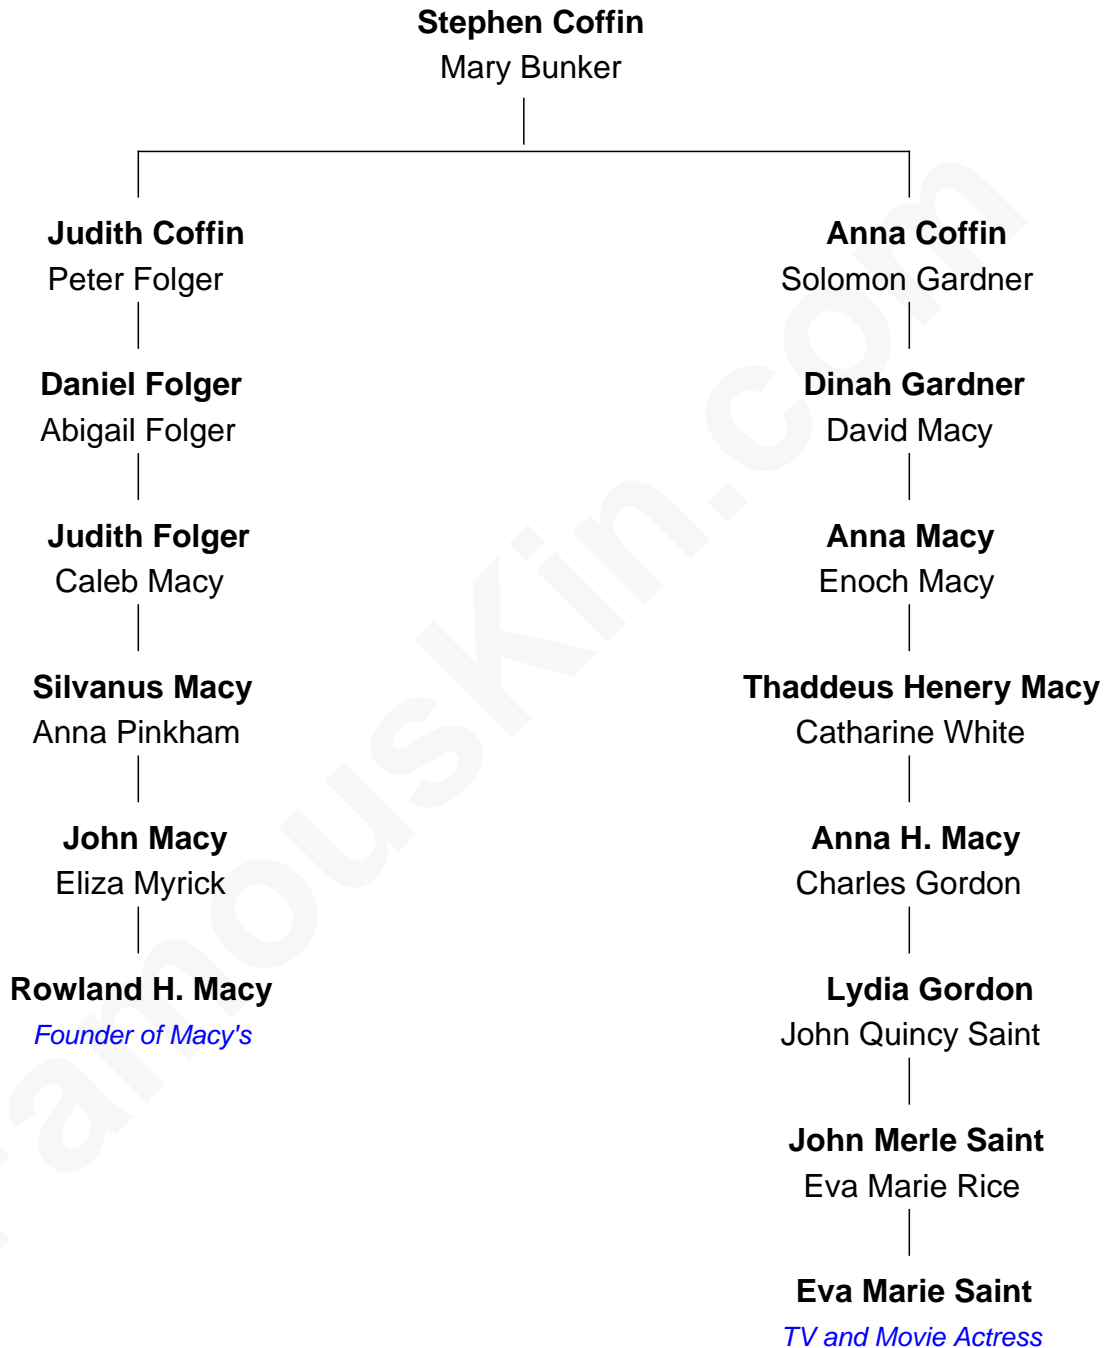 Stephen Coffin
Mary Bunker
Judith Coffin
Peter Folger
Anna Coffin
Solomon Gardner
Daniel Folger
Abigail Folger
Dinah Gardner
David Macy
Judith Folger
Caleb Macy
Anna Macy
Enoch Macy
Silvanus Macy
Anna Pinkham
Thaddeus Henery Macy
Catharine White
John Macy
Eliza Myrick
Anna H. Macy
Charles Gordon
Rowland H. Macy
Founder of Macy's
Lydia Gordon
John Quincy Saint
John Merle Saint
Eva Marie Rice
Eva Marie Saint
TV and Movie Actress
FamousKin.com